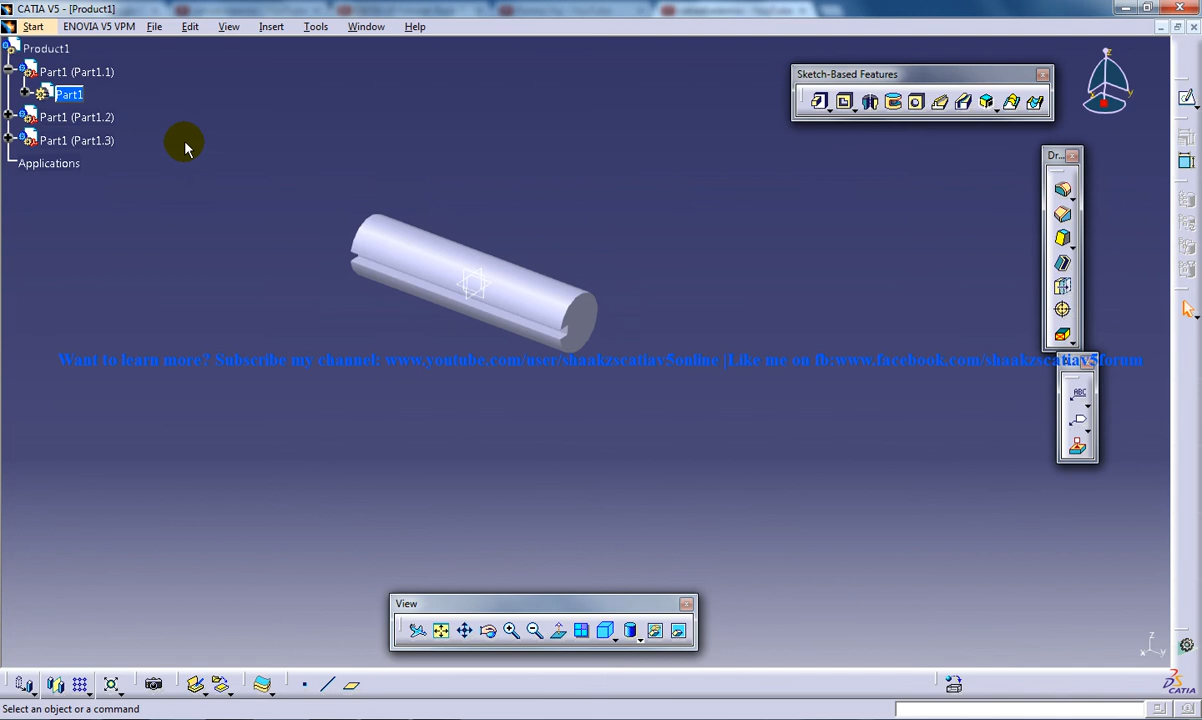 CATIA V5 - [Product1]
Start ENOVIA V5 VPM File Edit View Insert Tools Window Help
Product1
Part1 (Part1.1)
Part1
Part1 (Part1.2)
Part1 (Part1.3)
Applications
Sketch-Based Features
Dr...
ABC
Want to learn more? Subscribe my channel: www.youtube.com/user/shaakzscatiav5online |Like me on fb:www.facebook.com/shaakzscatiav5forum
View
z
x y
CATIA
Select an object or a command